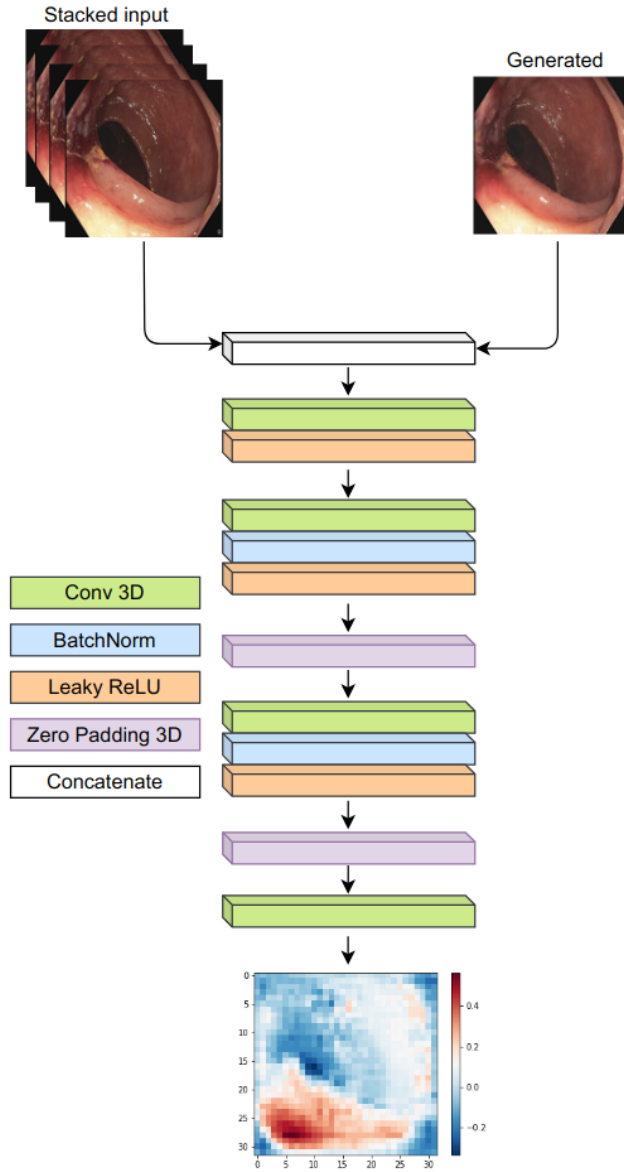 Stacked input
Generated
Conv 3D
BatchNorm
Leaky ReLU
Zero Padding 3D
Concatenate
0
5
10
15
20
25
30
0 5 10 15 20 25 30
0.4
0.2
0.0
−0.2